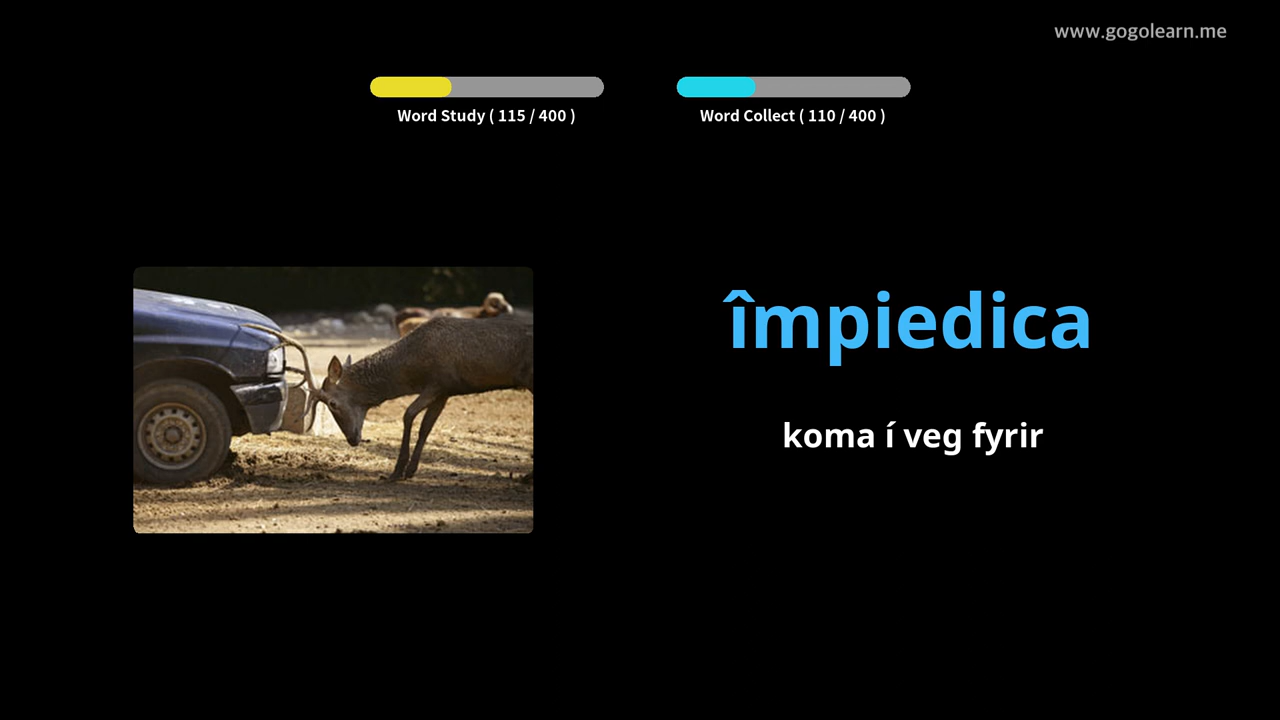 www.gogolearn.me
Word Study ( 115 / 400 )
Word Collect ( 110 / 400 )
împiedica
koma í veg fyrir